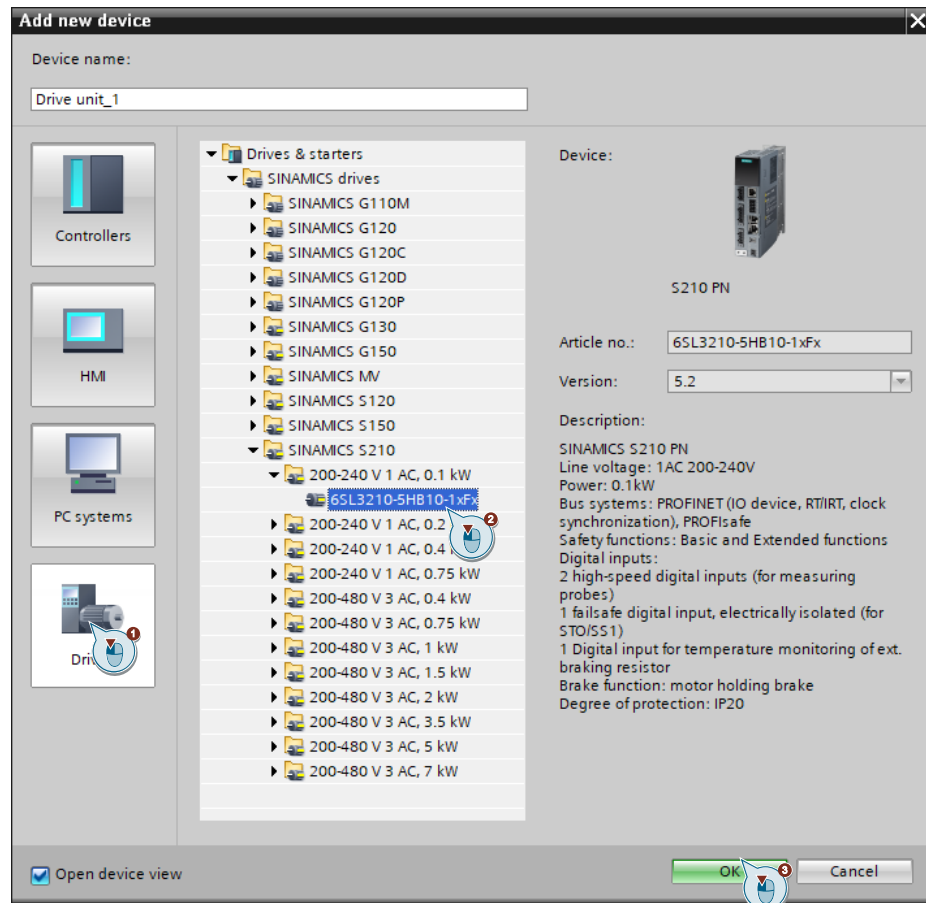 Add new device
Device name:
Drive unit_1
Controllers
HMI
PC systems
1
Drives & starters
SINAMICS drives
SINAMICS G110M
SINAMICS G120
SINAMICS G120C
SINAMICS G120D
SINAMICS G120P
SINAMICS G130
SINAMICS G150
SINAMICS MV
SINAMICS S120
SINAMICS S150
SINAMICS S210
200-240 V 1 AC, 0.1 kW
6SL3210-5HB10-1xFx
2
200-240 V 1 AC, 0.2
200-240 V 1 AC, 0.4
200-240 V 1 AC, 0.75 kW
200-480 V 3 AC, 0.4 kW
200-480 V 3 AC, 0.75 kW
200-480 V 3 AC, 1 kW
200-480 V 3 AC, 1.5 kW
200-480 V 3 AC, 2 kW
200-480 V 3 AC, 3.5 kW
200-480 V 3 AC, 5 kW
200-480 V 3 AC, 7 kW
Device:
S210 PN
Article no.: 6SL3210-5HB10-1xFx
Version: 5.2
Description:
SINAMICS S210 PN
Line voltage: 1AC 200-240V
Power: 0.1kW
Bus systems: PROFINET (IO device, RT/IRT, clock
synchronization), PROFIsafe
Safety functions: Basic and Extended functions
Digital inputs:
2 high-speed digital inputs (for measuring
probes)
1 failsafe digital input, electrically isolated (for
STO/SS1)
1 Digital input for temperature monitoring of ext.
braking resistor
Brake function: motor holding brake
Degree of protection: IP20
Open device view
OK
3
Cancel